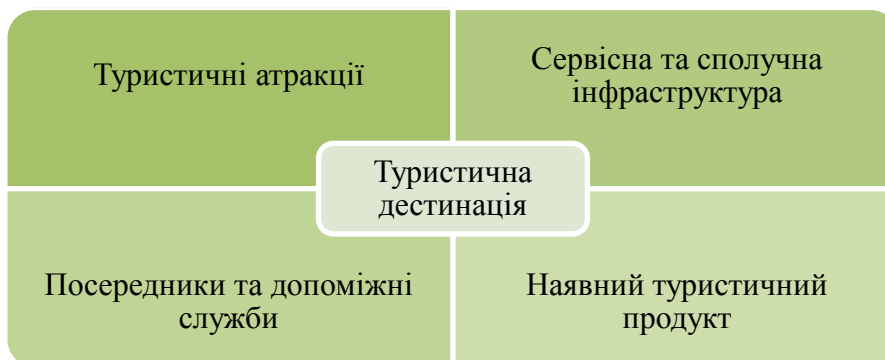 Туристичні атракції
Сервісна та сполучна
інфраструктура
Туристична
дестинація
Посередники та допоміжні
служби
Наявний туристичний
продукт